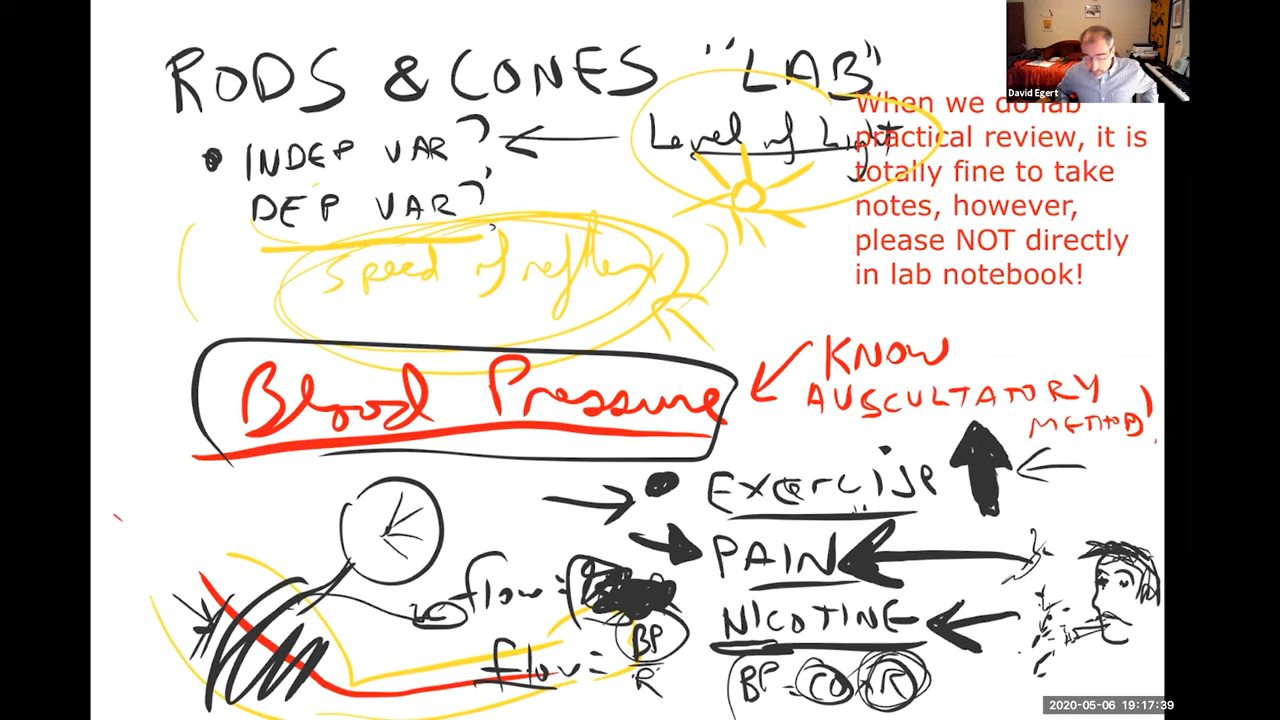 RODS & CONES "LAB"
David Egert
When we do lab
practical review, it is
totally fine to take
notes, however,
please NOT directly
in lab notebook!
Level of Light
• INDEP VAR?
DEP VAR?
Speed of reflex
Blood Pressure
KNOW
AUSCULTATORY
METHOD!
• Exercise
PAIN
NICOTINE
flow =
flow = BP
R
BP = CO R
2020-05-06 19:17:39